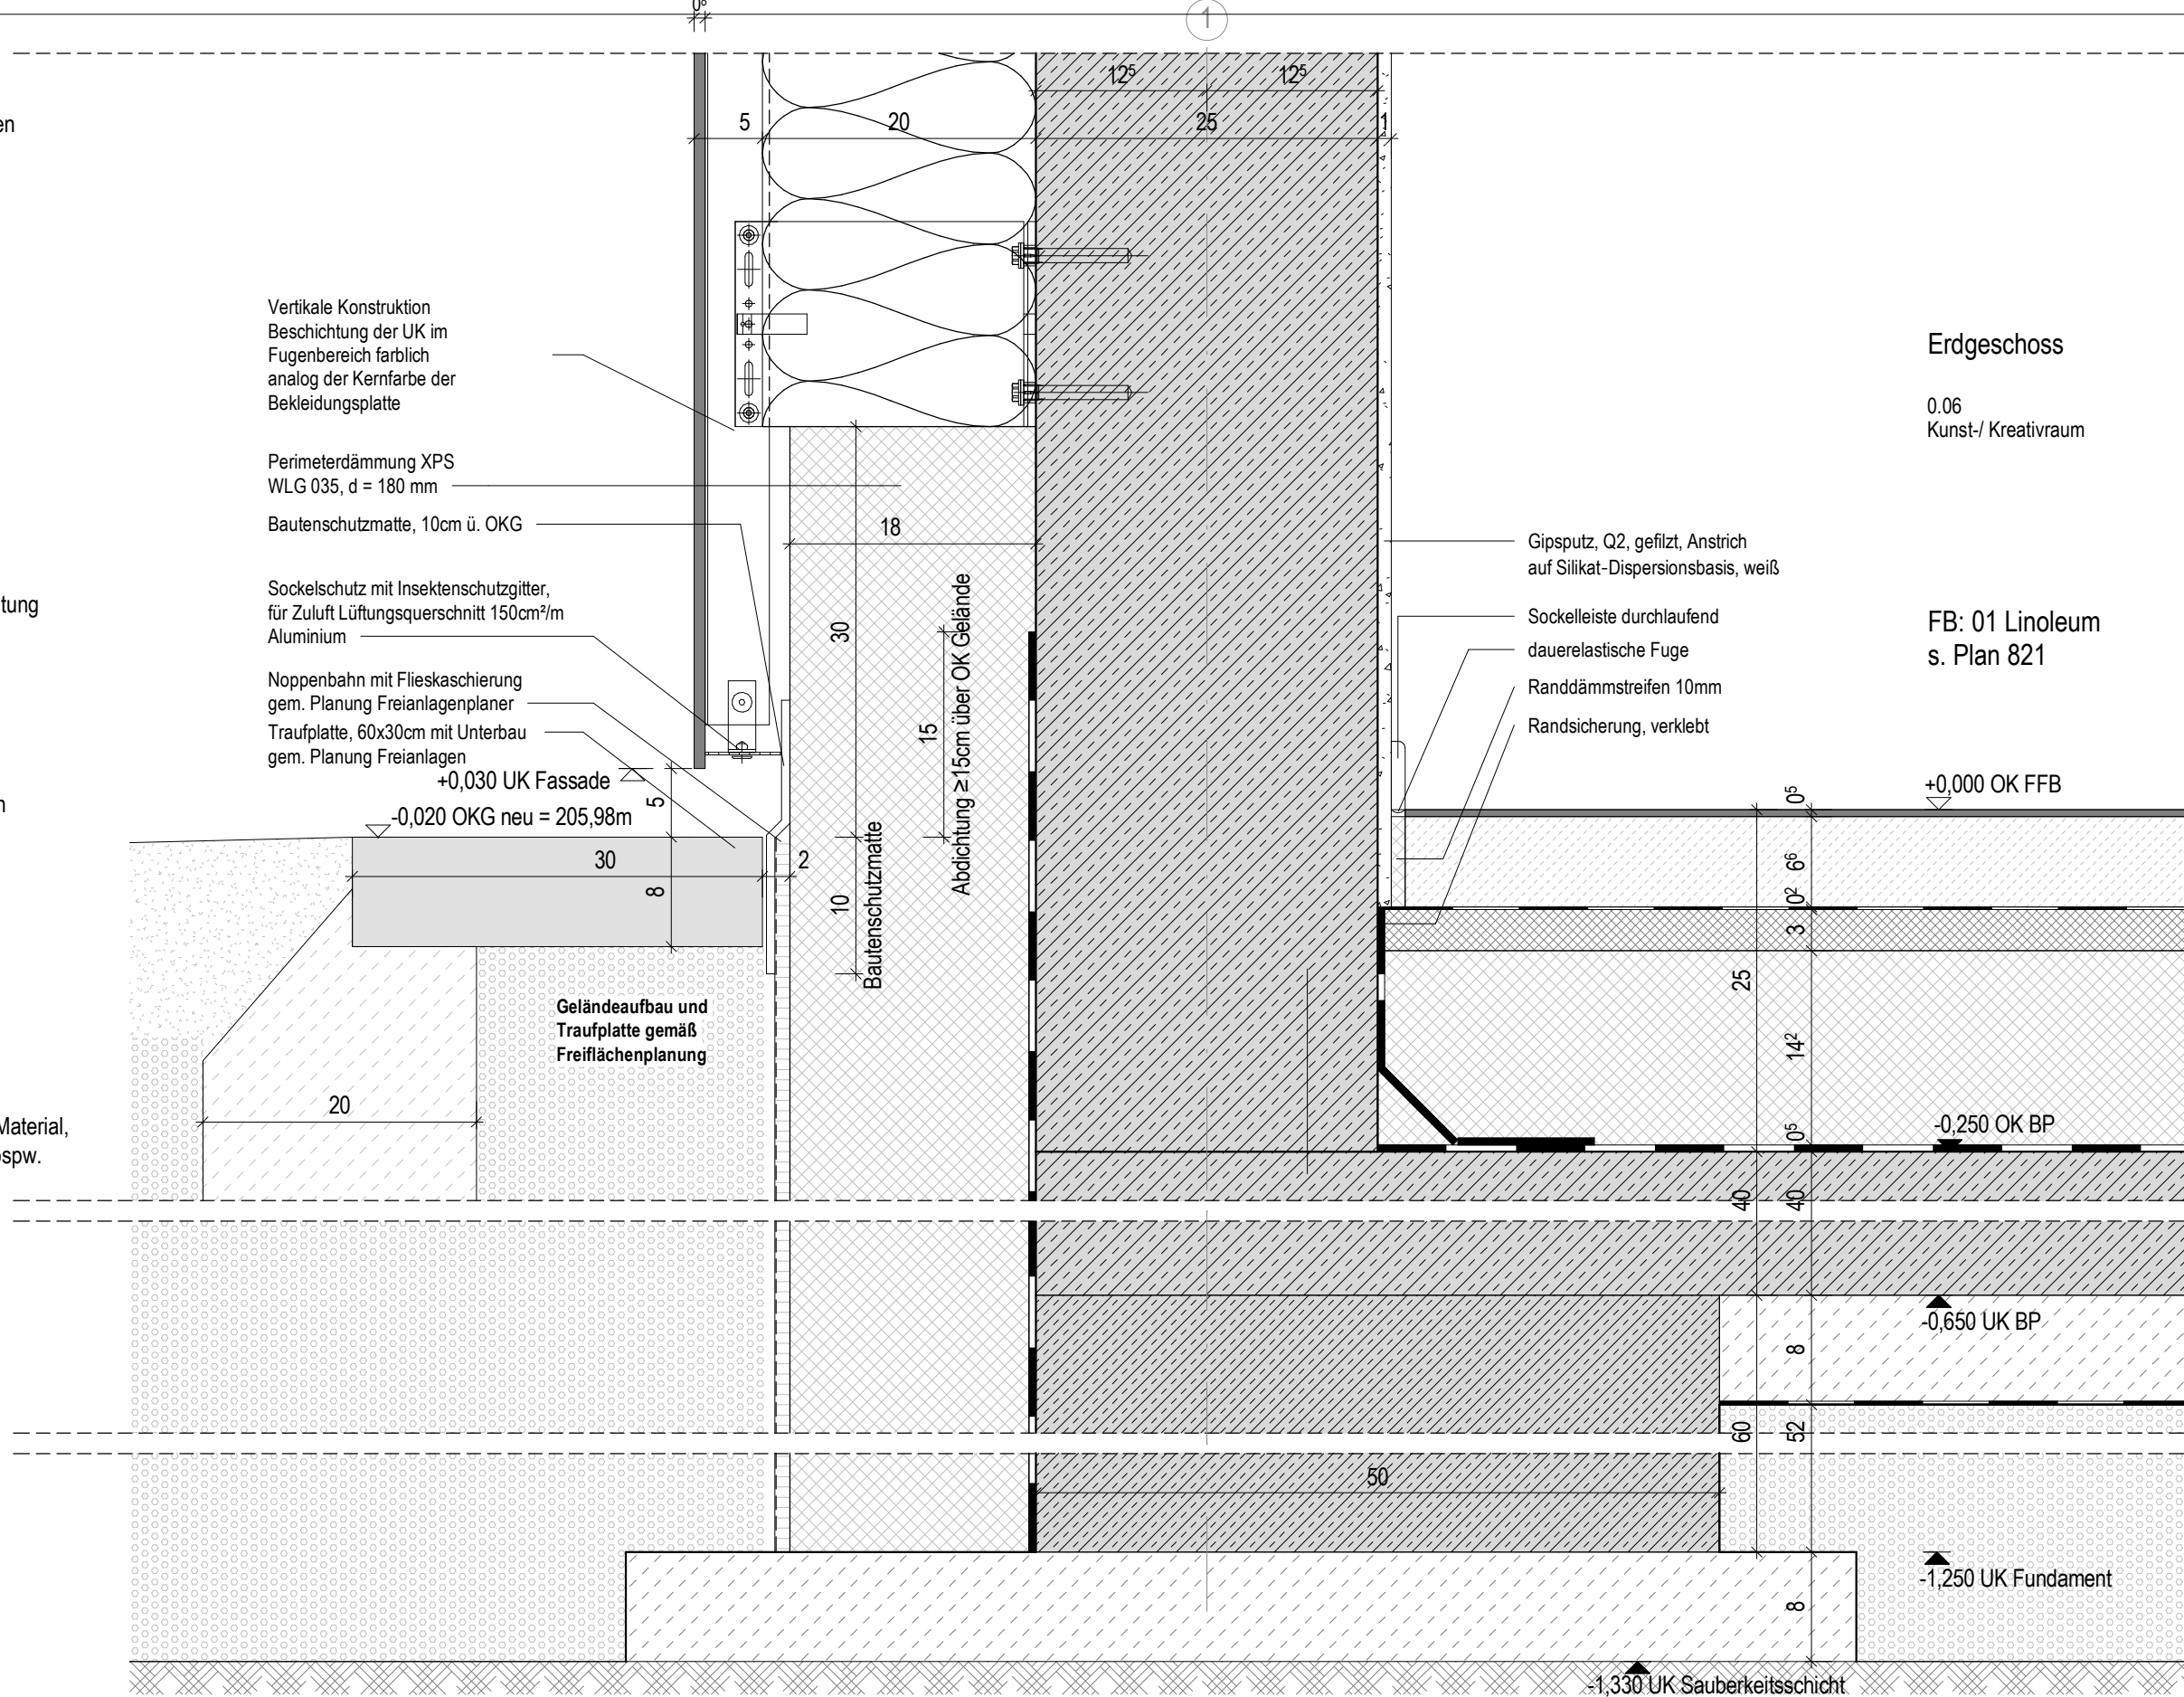 0⁸
1
12⁵
12⁵
5
20
25
1
en
Vertikale Konstruktion
Beschichtung der UK im
Fugenbereich farblich
analog der Kernfarbe der
Bekleidungsplatte
Perimeterdämmung XPS
WLG 035, d = 180 mm
Bautenschutzmatte, 10cm ü. OKG
Sockelschutz mit Insektenschutzgitter,
für Zuluft Lüftungsquerschnitt 150cm²/m
Aluminium
tung
Noppenbahn mit Flieskaschierung
gem. Planung Freianlagenplaner
Traufplatte, 60x30cm mit Unterbau
gem. Planung Freianlagen
+0,030 UK Fassade
-0,020 OKG neu = 205,98m
n
5
30
8
2
18
30
15
Abdichtung ≥15cm über OK Gelände
10
Bautenschutzmatte
Geländeaufbau und
Traufplatte gemäß
Freiflächenplanung
20
Material,
ospw.
Erdgeschoss
0.06
Kunst-/ Kreativraum
Gipsputz, Q2, gefilzt, Anstrich
auf Silikat-Dispersionsbasis, weiß
Sockelleiste durchlaufend
dauerelastische Fuge
Randdämmstreifen 10mm
Randsicherung, verklebt
FB: 01 Linoleum
s. Plan 821
+0,000 OK FFB
0⁵
6⁶
0²
3
25
14²
0⁵
-0,250 OK BP
40
40
-0,650 UK BP
8
60
52
50
-1,250 UK Fundament
8
-1,330 UK Sauberkeitsschicht